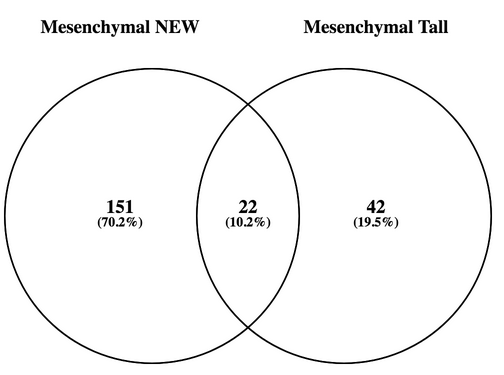 Mesenchymal NEW Mesenchymal Tall
151 22 42
(70.2%) (10.2%) (19.5%)